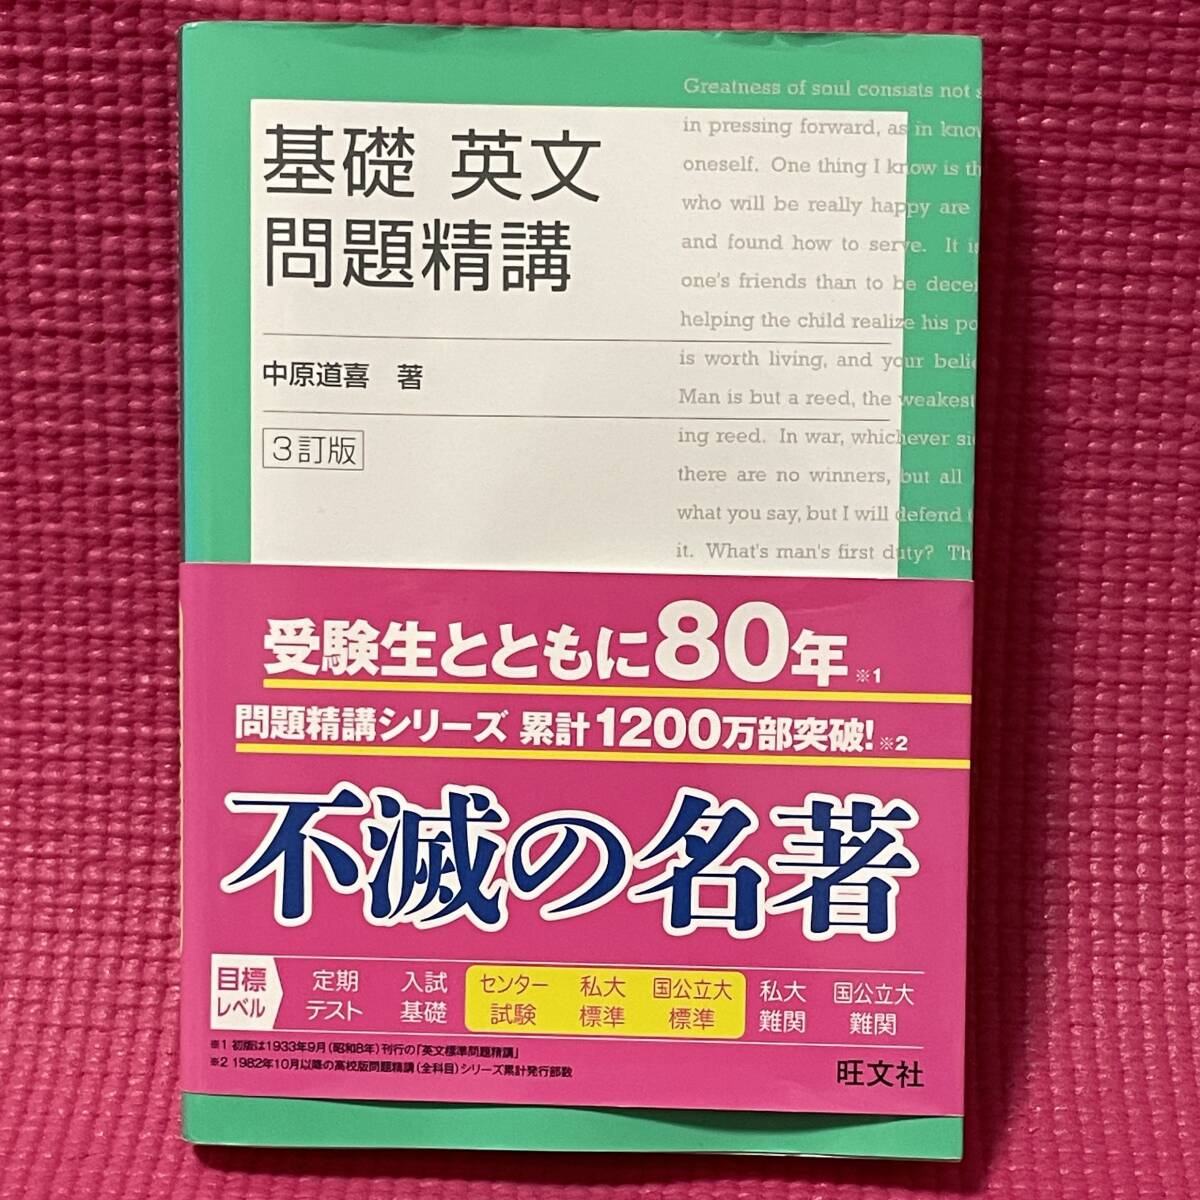 基礎 英文
問題精講
中原道喜 著
3訂版
Greatness of soul consists not
in pressing forward, as in
oneself. One thing I know is
who will be really happy are
and found how to serve. It
one's friends than to be
helping the child realize his
is worth living, and your
Man is but a reed, the weakest
ing reed. In war, whichever
there are no winners, but all
what you say, but I will defend
it. What's man's first duty?
受験生とともに80年※1
問題精講シリーズ 累計1200万部突破!※2
不滅の名著
目標レベル
定期テスト
入試基礎
センター試験
私大標準
国公立大標準
私大難関
国公立大難関
※1 初版は1933年9月(昭和8年)刊行の「英文標準問題精講」
※2 1982年10月以降の高校版問題精講(全科目)シリーズ累計発行部数
旺文社